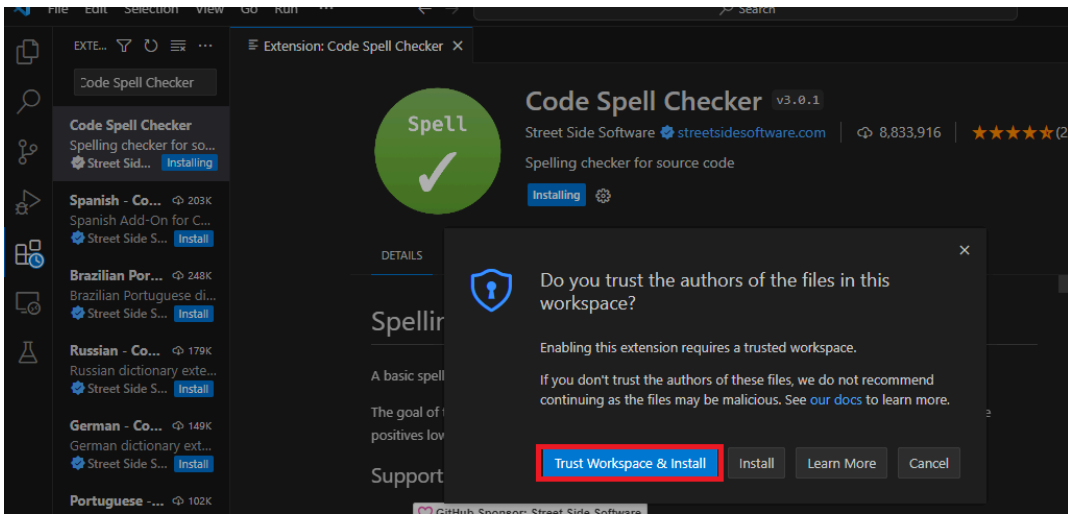 File Edit Selection View Go Run ... Search
EXTE...
Extension: Code Spell Checker
Code Spell Checker
Code Spell Checker
Spelling checker for so...
Street Sid... Installing
Spanish - Co... 203K
Spanish Add-On for C...
Street Side S... Install
Brazilian Por... 248K
Brazilian Portuguese di...
Street Side S... Install
Russian - Co... 179K
Russian dictionary exte...
Street Side S... Install
German - Co... 149K
German dictionary ext...
Street Side S... Install
Portuguese -... 102K
Spell
Code Spell Checker v3.0.1
Street Side Software streetsidesoftware.com 8,833,916 (2
Spelling checker for source code
Installing
DETAILS
Spellin
A basic spell
The goal of
positives low
Support
GitHub Sponsor: Street Side Software
Do you trust the authors of the files in this
workspace?
Enabling this extension requires a trusted workspace.
If you don't trust the authors of these files, we do not recommend
continuing as the files may be malicious. See our docs to learn more.
Trust Workspace & Install Install Learn More Cancel